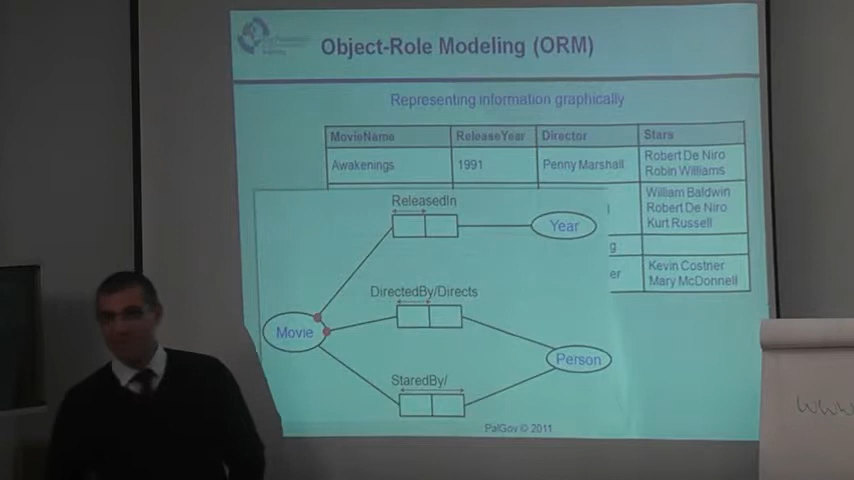 Object-Role Modeling (ORM)
Representing information graphically
MovieName ReleaseYear Director Stars
Awakenings 1991 Penny Marshall Robert De Niro
Robin Williams
William Baldwin
Robert De Niro
Kurt Russell
g
er Kevin Costner
Mary McDonnell
ReleasedIn
Year
DirectedBy/Directs
Movie
Person
StaredBy/
PalGov © 2011
www